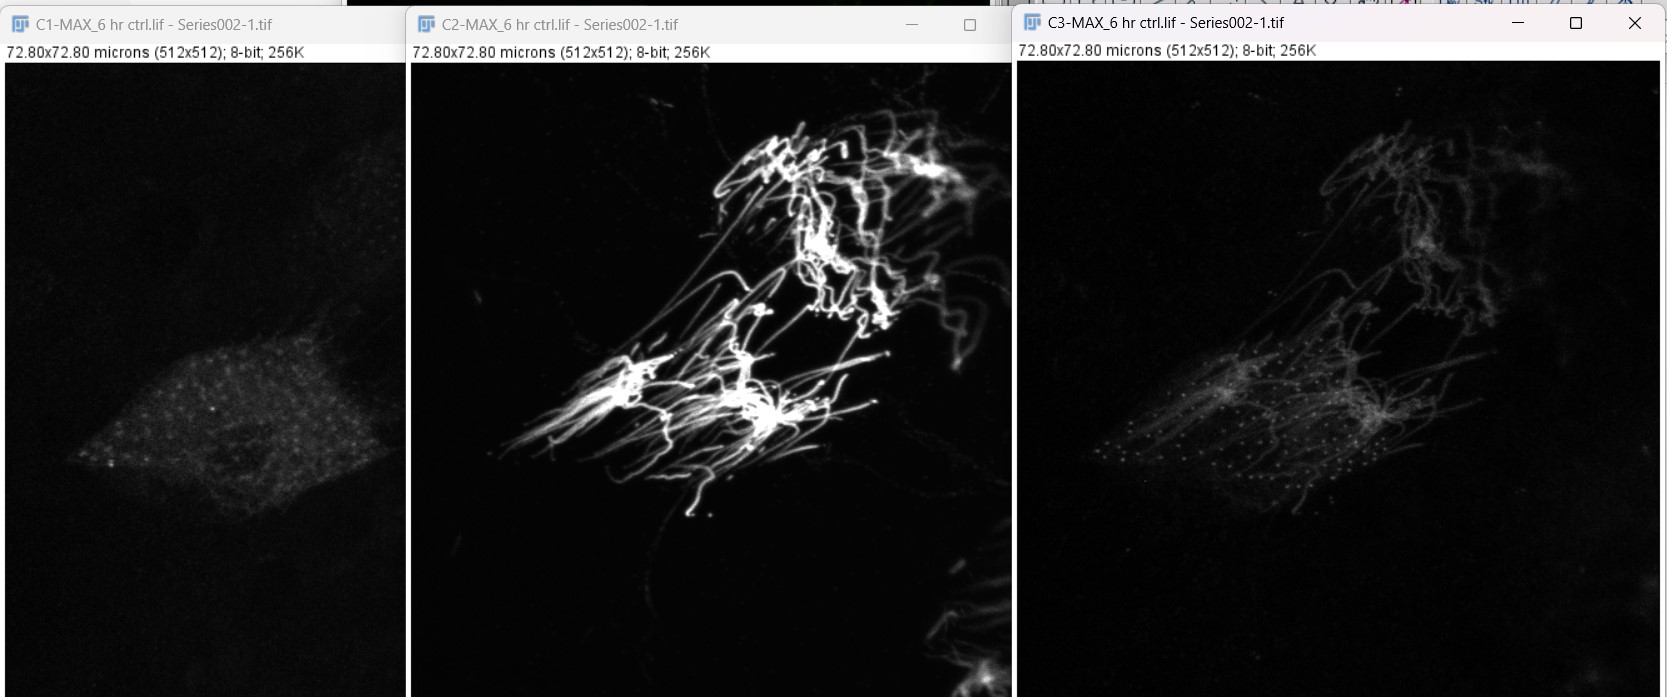 C1-MAX_6 hr ctrl.lif - Series002-1.tif
72.80x72.80 microns (512x512); 8-bit; 256K
C2-MAX_6 hr ctrl.lif - Series002-1.tif
72.80x72.80 microns (512x512); 8-bit; 256K
C3-MAX_6 hr ctrl.lif - Series002-1.tif
72.80x72.80 microns (512x512); 8-bit; 256K